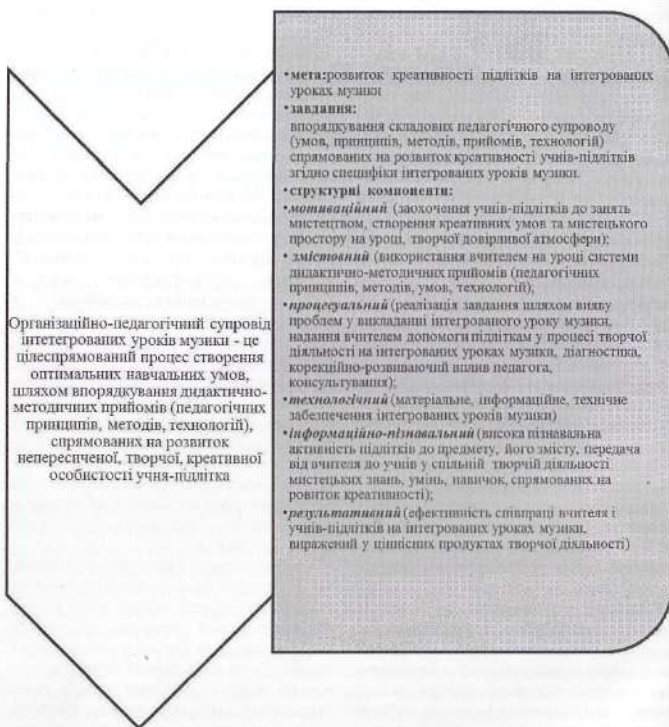 Організаційно-педагогічний супровід
інтетегрованих уроків музики - це
цілеспрямований процес створення
оптимальних навчальних умов,
шляхом впорядкування дидактично-
методичних прийомів (педагогічних
принципів, методів, технологій),
спрямованих на розвиток
непересиченої, творчої, креативної
особистості учня-підлітка
•мета:розвиток креативності підлітків на інтегрованих
уроках музики
•завдання:
впорядкування складових педагогічного супроводу
(умов, принципів, методів, прийомів, технологій)
спрямованих на розвиток креативності учнів-підлітків
згідно специфіки інтегрованих уроків музики.
•структурні компоненти:
•мотиваційний (заохочення учнів-підлітків до занять
мистецтвом, створення креативних умов та мистецького
простору на уроці, творчої довірливої атмосфери);
• змістовний (використання вчителем на уроці системи
дидактично-методичних прийомів (педагогічних
принципів, методів, умов, технологій);
•процесуальний (реалізація завдання шляхом вияву
проблем у викладанні інтегрованого уроку музики,
надання вчителем допомоги підліткам у процесі творчої
діяльності на інтегрованих уроках музики, діагностика,
корекційно-розвиваючий вплив педагога,
консультування);
•технологічний (матеріальне, інформаційне, технічне
забезпечення інтегрованих уроків музики)
•інформаційно-пізнавальний (висока пізнавальна
активність підлітків до предмету, його змісту, передача
від вчителя до учнів у спільній творчій діяльності
мистецьких знань, умінь, навичок, спрямованих на
ровиток креативності);
•результативний (ефективність співпраці вчителя і
учнів-підлітків на інтегрованих уроках музики,
виражений у ціннісних продуктах творчої діяльності)